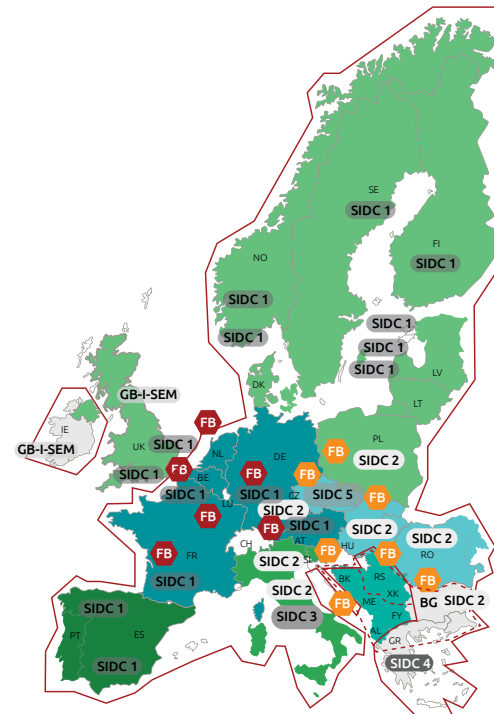 SE
SIDC 1
FI
SIDC 1
NO
SIDC 1
SIDC 1
SIDC 1
SIDC 1
SIDC 1
LV
LT
DK
GB-I-SEM
IE
GB-I-SEM
UK
SIDC 1
SIDC 1
FB
FB
NL
BE
SIDC 1
LU
DE
FB
SIDC 1
FB
PL
FB
SIDC 2
FB
CZ
SIDC 5
SIDC 2
FB
SIDC 1
AT
FB
FB
FR
SIDC 1
CH
SIDC 2
SIDC 2
SIDC 3
SL
FB
HU
SIDC 2
FB
SIDC 2
RO
FB
BK
RS
XK
ME
FB
FY
AL
BG
SIDC 2
GR
SIDC 4
SIDC 1
PT
ES
SIDC 1